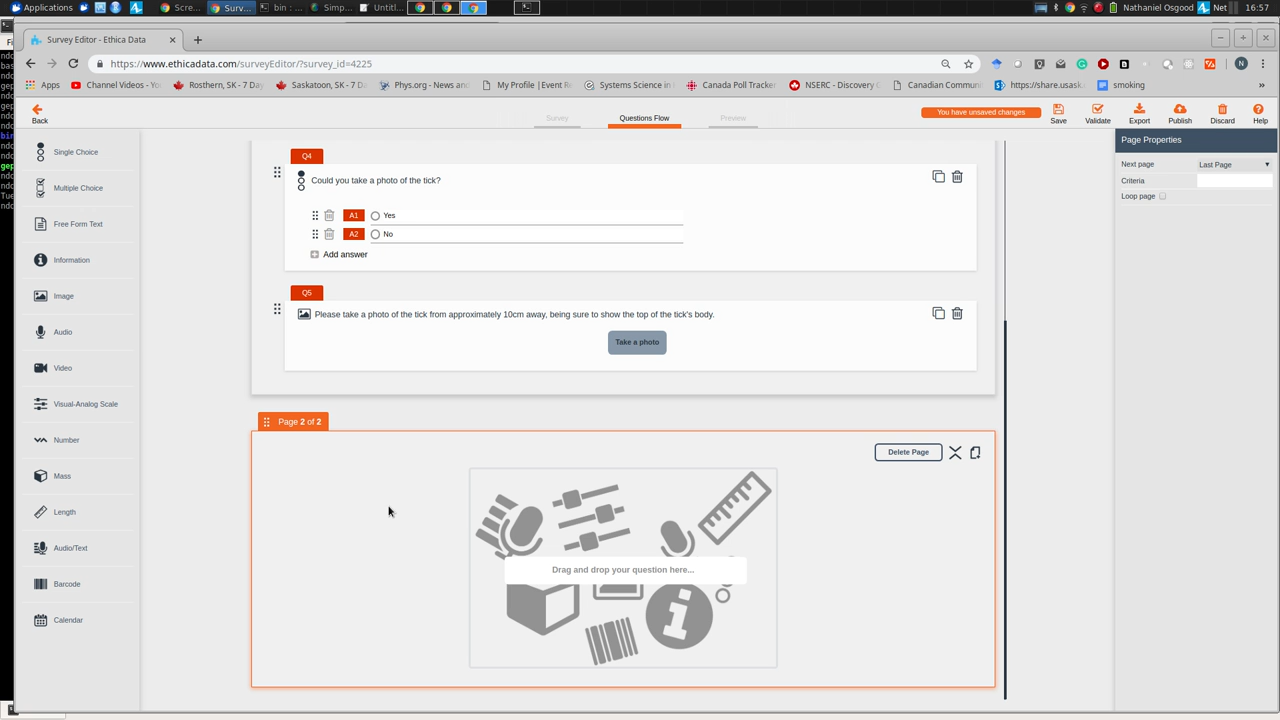 Applications
Scre...
Surv...
bin : ...
Simp...
Untitl...
Nathaniel Osgood
Net
16:57
Survey Editor - Ethica Data
https://www.ethicadata.com/surveyEditor/?survey_id=4225
N
Apps
Channel Videos - Yo
Rosthern, SK - 7 Day
Saskatoon, SK - 7 D
Phys.org - News and
My Profile |Event R
Systems Science in
Canada Poll Tracker
NSERC - Discovery
Canadian Commun
https://share.usask
smoking
»
Back
Survey
Questions Flow
Preview
You have unsaved changes
Save
Validate
Export
Publish
Discard
Help
Single Choice
Multiple Choice
Free Form Text
Information
Image
Audio
Video
Visual-Analog Scale
Number
Mass
Length
Audio/Text
Barcode
Calendar
Q4
Could you take a photo of the tick?
A1 Yes
A2 No
Add answer
Q5
Please take a photo of the tick from approximately 10cm away, being sure to show the top of the tick's body.
Take a photo
Page 2 of 2
Delete Page
Drag and drop your question here...
Page Properties
Next page Last Page
Criteria
Loop page